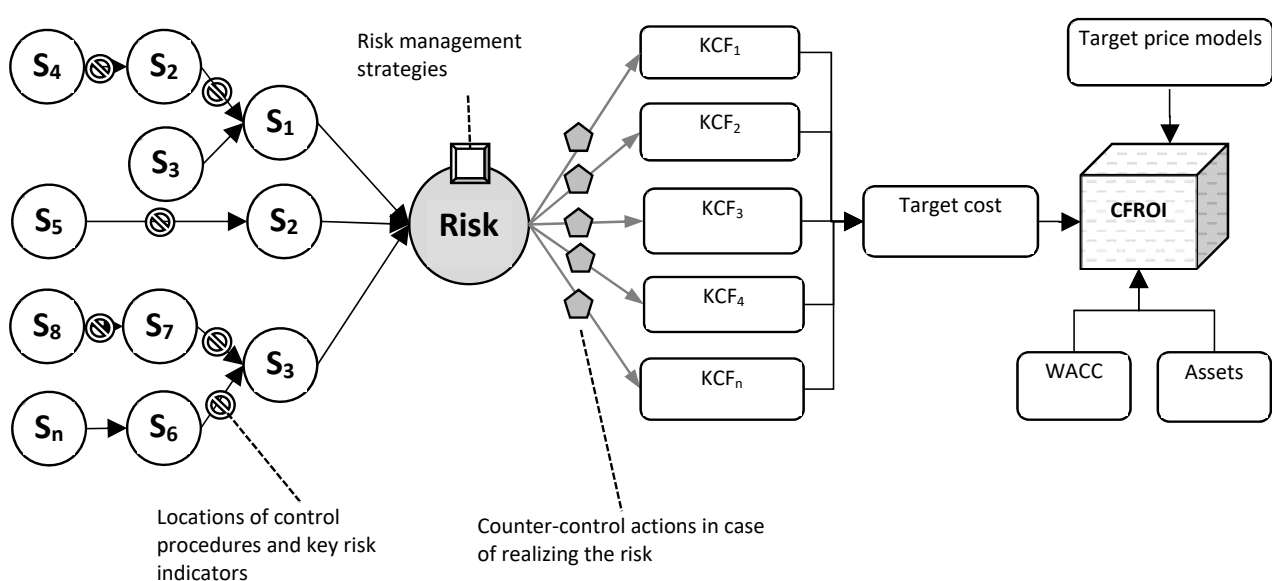 Risk management
strategies
S₄
S₂
S₁
S₃
S₅
S₂
S₈
S₇
S₃
Sₙ
S₆
Risk
KCF₁
KCF₂
KCF₃
KCF₄
KCFₙ
Target cost
Target price models
CFROI
WACC
Assets
Locations of control
procedures and key risk
indicators
Counter-control actions in case
of realizing the risk